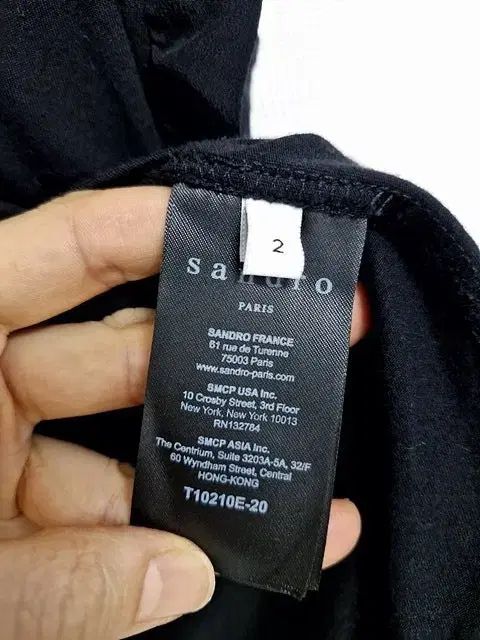 2
sandro
PARIS
SANDRO FRANCE
61 rue de Turenne
75003 Paris
www.sandro-paris.com
SMCP USA Inc.
10 Crosby Street, 3rd Floor
New York, New York 10013
RN132784
SMCP ASIA Inc.
The Centrium, Suite 3203A-5A, 32/F
60 Wyndham Street, Central
HONG-KONG
T10210E-20